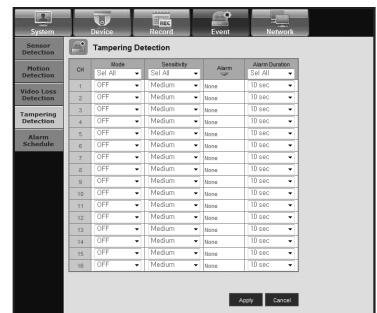 System Device Record Event Network
Sensor Detection
Motion Detection
Video Loss Detection
Tampering Detection
Alarm Schedule
Tampering Detection
CH Mode Sensitivity Alarm Alarm Duration
Sel All Sel All Sel All
1 OFF Medium None 10 sec
2 OFF Medium None 10 sec
3 OFF Medium None 10 sec
4 OFF Medium None 10 sec
5 OFF Medium None 10 sec
6 OFF Medium None 10 sec
7 OFF Medium None 10 sec
8 OFF Medium None 10 sec
9 OFF Medium None 10 sec
10 OFF Medium None 10 sec
11 OFF Medium None 10 sec
12 OFF Medium None 10 sec
13 OFF Medium None 10 sec
14 OFF Medium None 10 sec
15 OFF Medium None 10 sec
16 OFF Medium None 10 sec
Apply Cancel